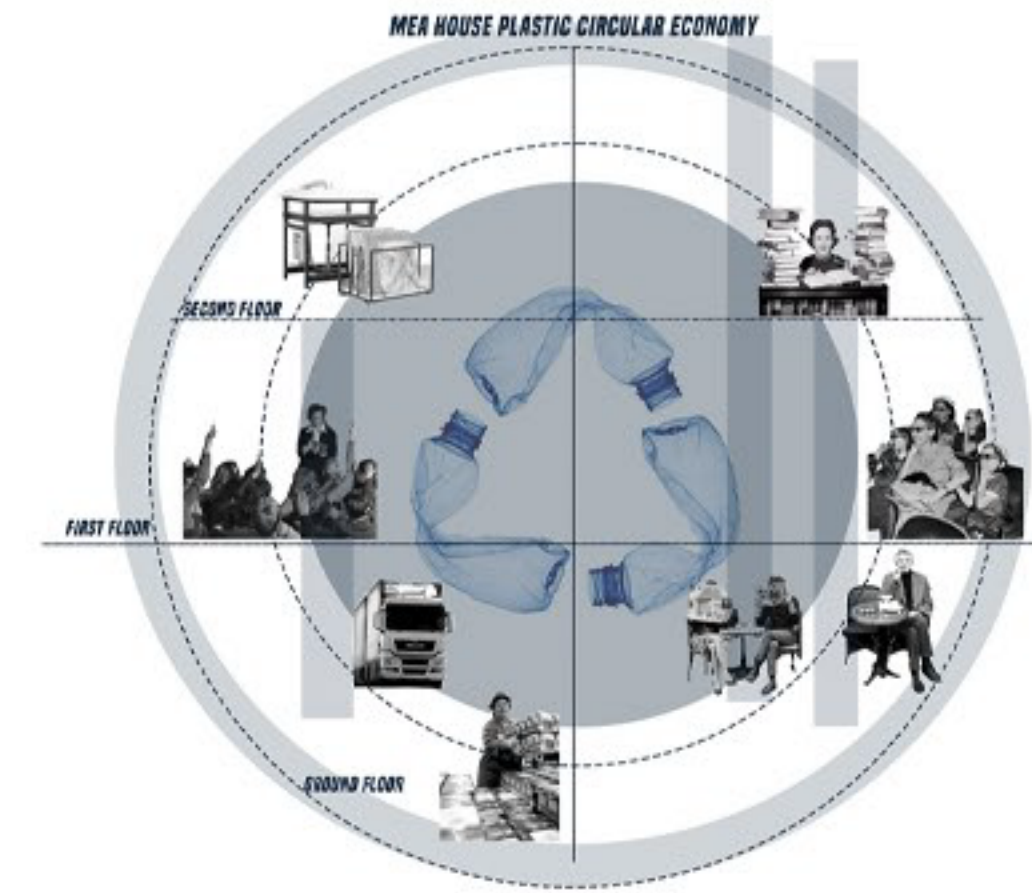 MEA HOUSE PLASTIC CIRCULAR ECONOMY
SECOND FLOOR
FIRST FLOOR
GROUND FLOOR